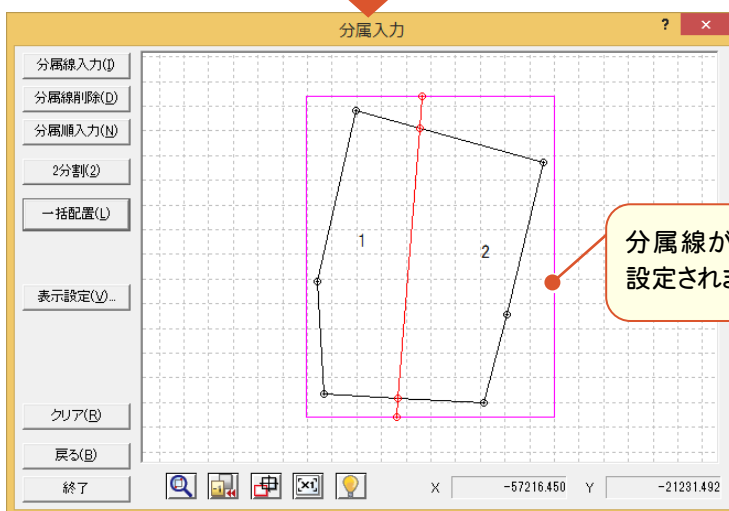 分属入力
? ×
分属線入力(I)
分属線削除(D)
分属順入力(N)
2分割(2)
一括配置(L)
表示設定(V)...
クリア(R)
戻る(B)
終了
1
2
分属線が
設定されま
X -57216.450 Y -21231.492